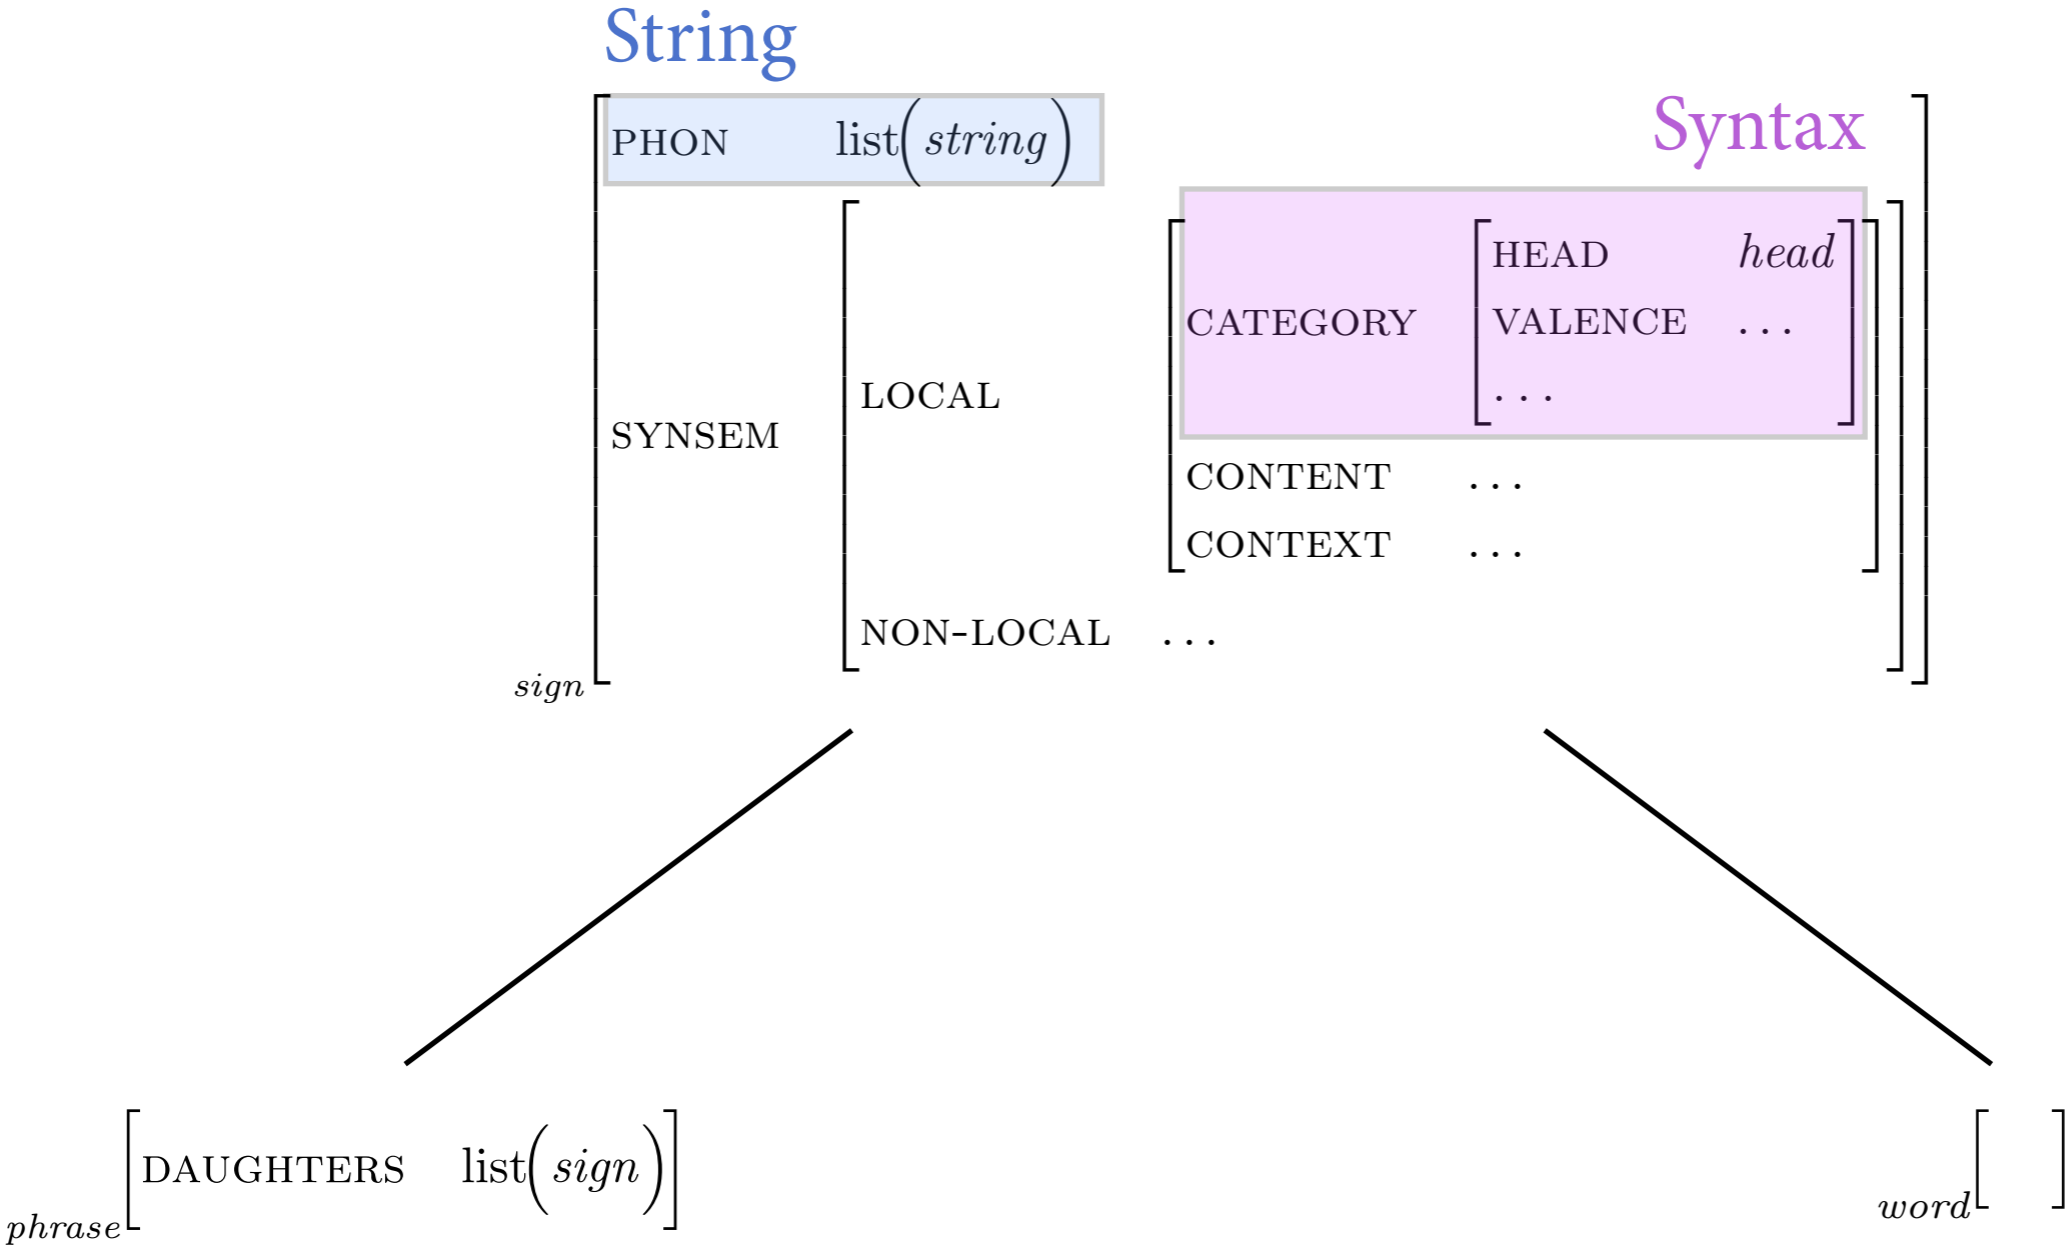 String
Syntax
PHON list(string)
HEAD head
CATEGORY VALENCE ...
...
LOCAL
SYNSEM
CONTENT ...
CONTEXT ...
NON-LOCAL ...
sign
DAUGHTERS list(sign)
phrase
word